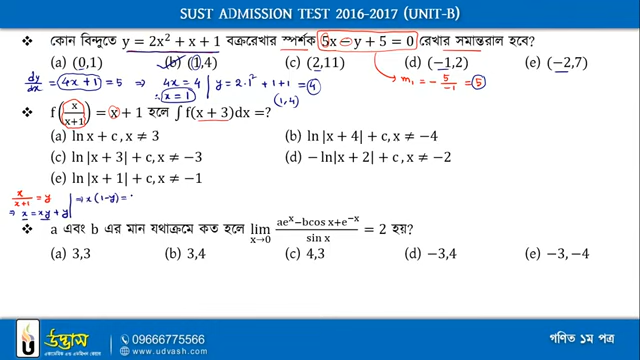 SUST ADMISSION TEST 2016-2017 (UNIT-B)
❖ কোন বিন্দুতে y = 2x² + x + 1 বক্ররেখার স্পর্শক 5x − y + 5 = 0 রেখার সমান্তরাল হবে?
(a) (0,1) (b) (1,4) (c) (2,11) (d) (−1,2) (e) (−2,7)
dy/dx = 4x + 1 = 5 ⇒ 4x = 4 | y = 2·1² + 1 + 1 = 4 m₁ = − 5/−1 = 5
∴ x = 1 (1,4)
❖ f(x/(x+1)) = x + 1 হলে ∫ f(x + 3)dx =?
(a) ln x + c, x ≠ 3 (b) ln|x + 4| + c, x ≠ −4
(c) ln|x + 3| + c, x ≠ −3 (d) −ln|x + 2| + c, x ≠ −2
(e) ln|x + 1| + c, x ≠ −1
x/(x+1) = y | ⇒ x(1−y) =
⇒ x = xy + y
❖ a এবং b এর মান যথাক্রমে কত হলে lim x→0 (aeˣ−bcos x+e⁻ˣ)/sin x = 2 হয়?
(a) 3,3 (b) 3,4 (c) 4,3 (d) −3,4 (e) −3, −4
উদ্ভাস
09666775566
www.udvash.com
গণিত ১ম পত্র